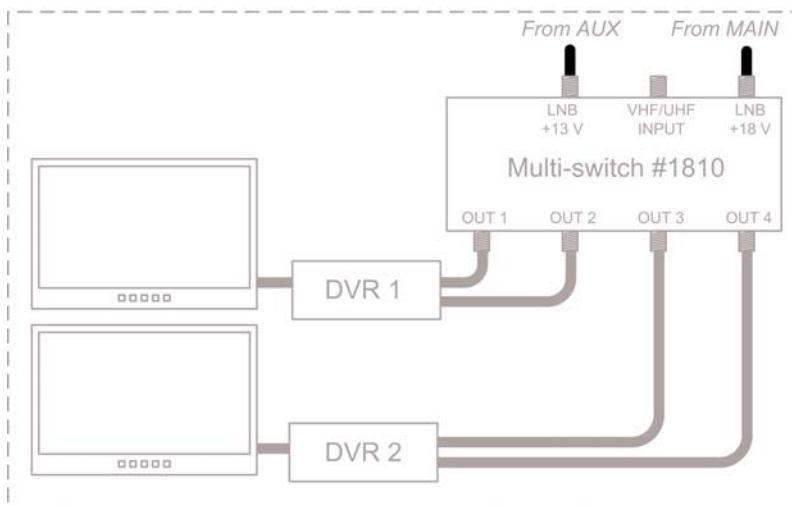 From AUX
From MAIN
LNB
+13 V
VHF/UHF
INPUT
LNB
+18 V
Multi-switch #1810
OUT 1
OUT 2
OUT 3
OUT 4
DVR 1
DVR 2